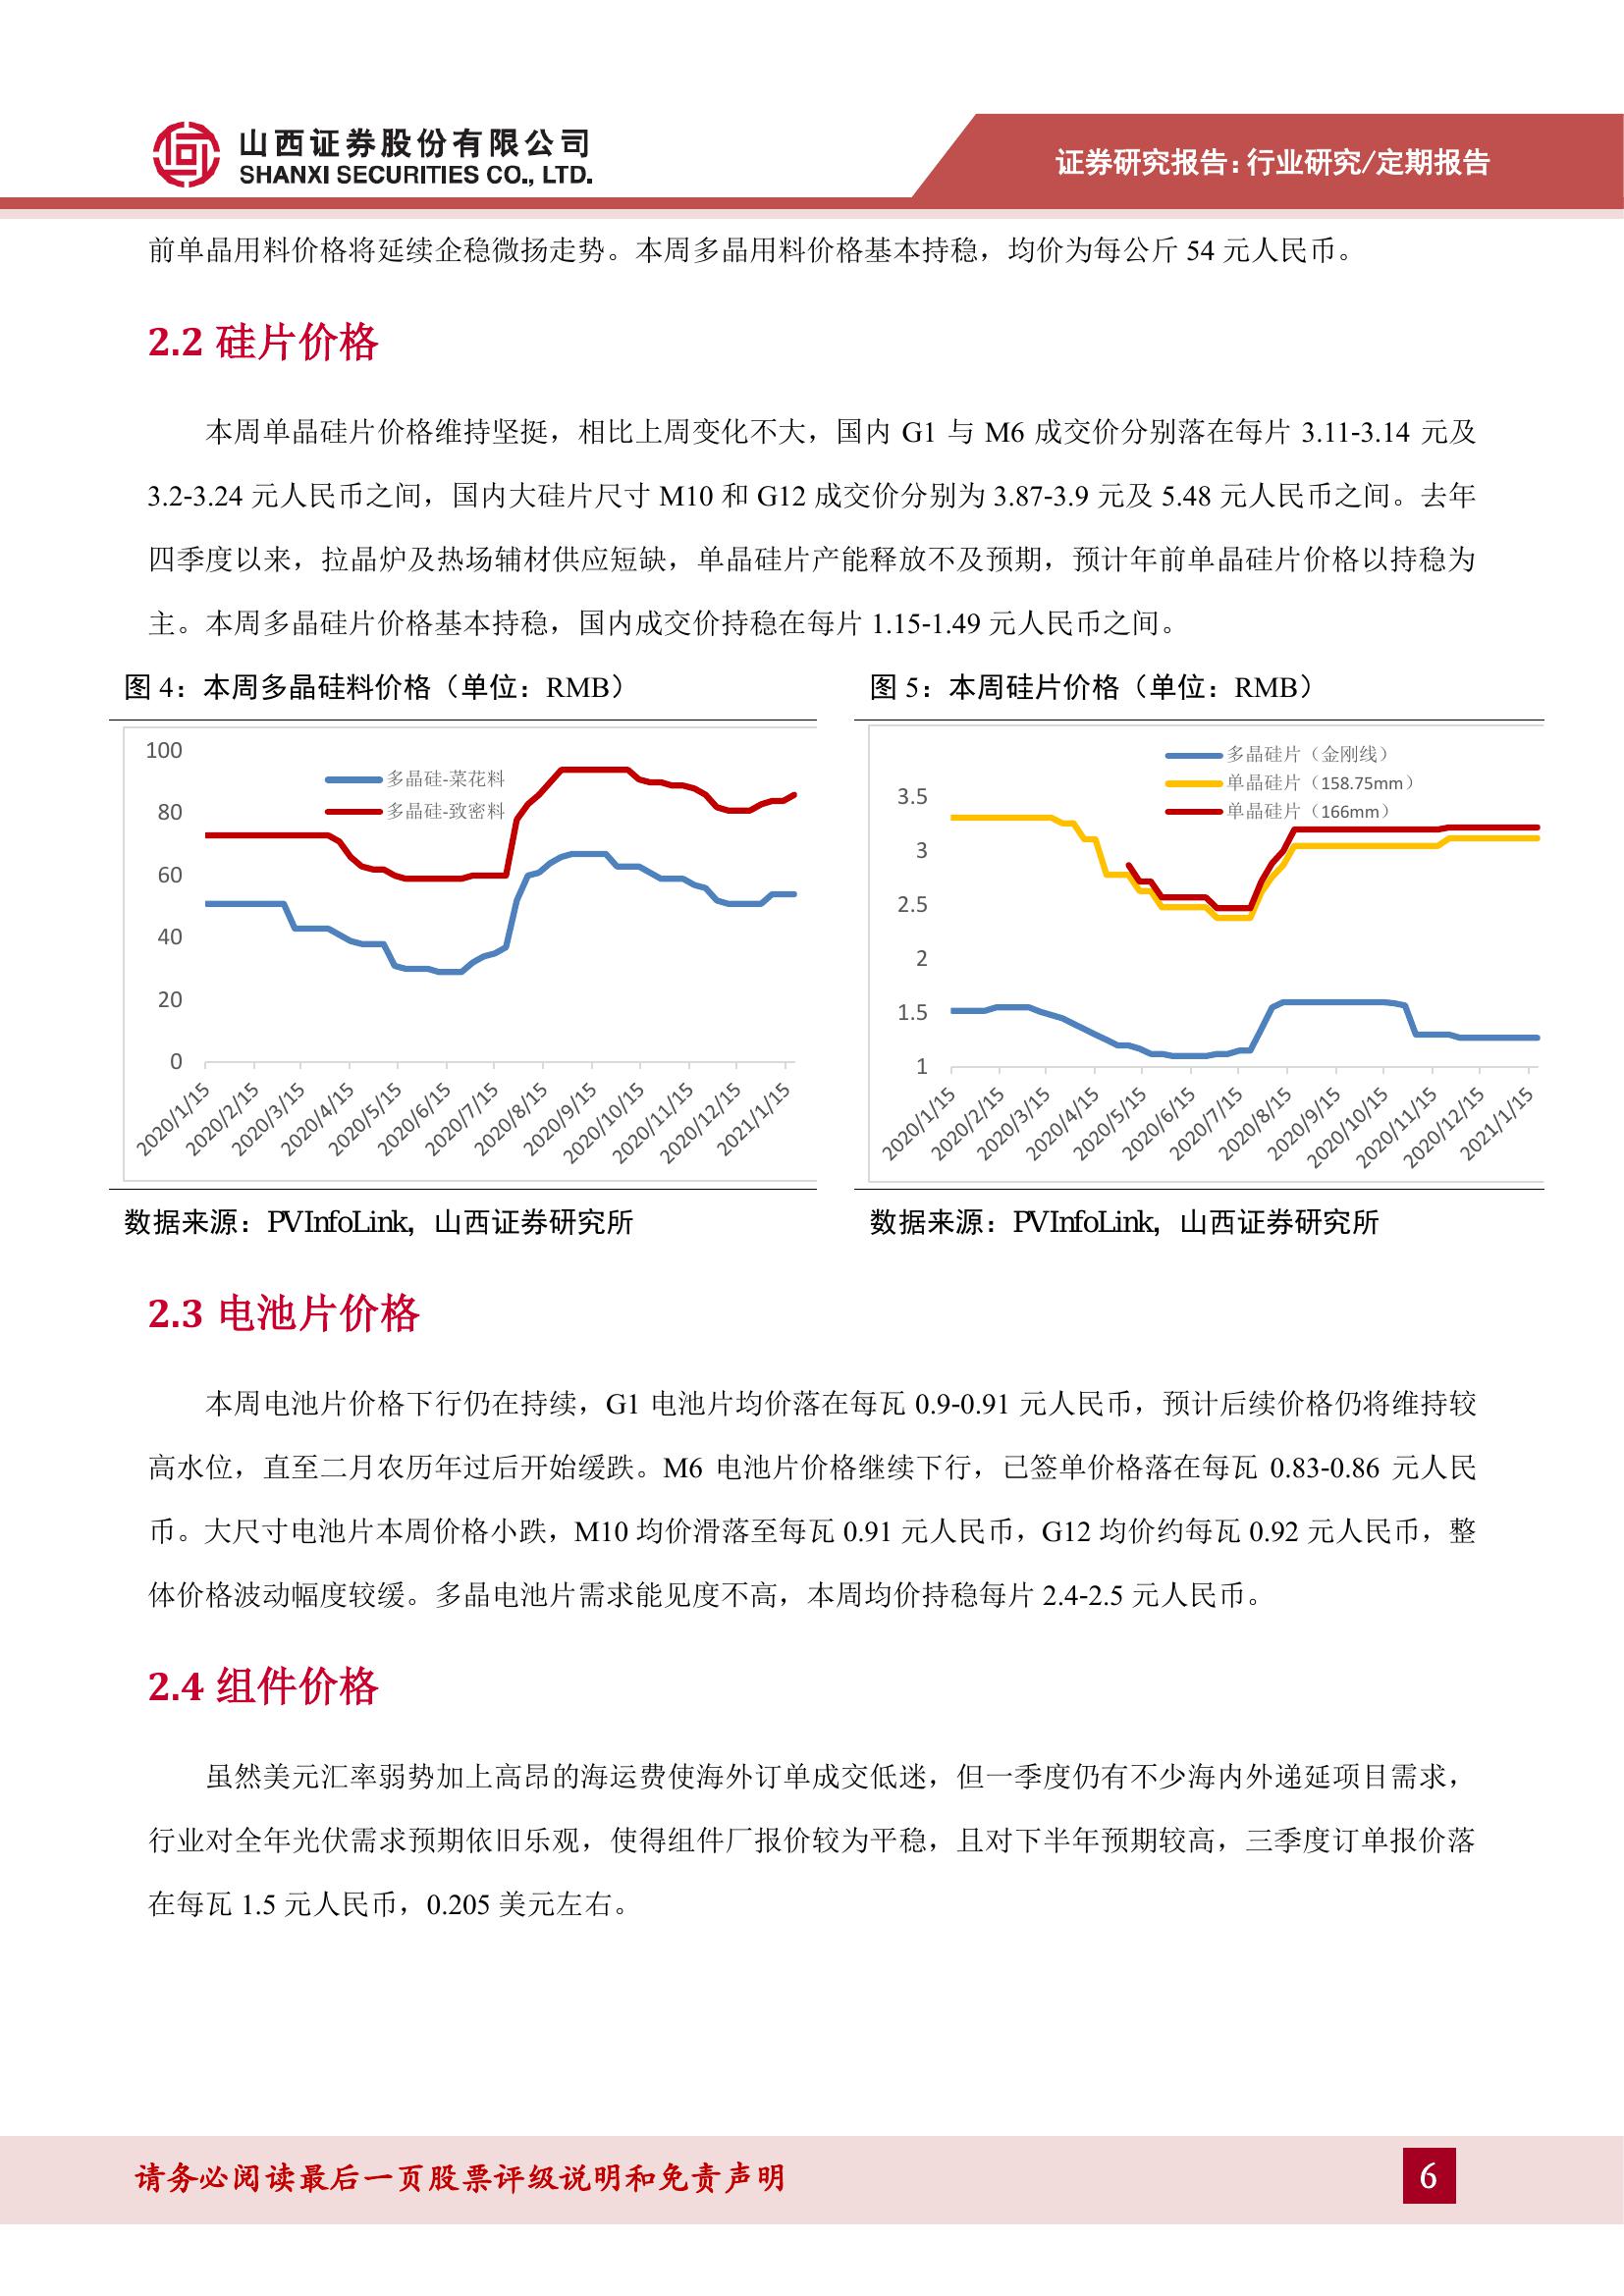 山西证券股份有限公司
SHANXI SECURITIES CO., LTD.
证券研究报告:行业研究/定期报告
前单晶用料价格将延续企稳微扬走势。本周多晶用料价格基本持稳，均价为每公斤 54 元人民币。
2.2 硅片价格
本周单晶硅片价格维持坚挺，相比上周变化不大，国内 G1 与 M6 成交价分别落在每片 3.11-3.14 元及
3.2-3.24 元人民币之间，国内大硅片尺寸 M10 和 G12 成交价分别为 3.87-3.9 元及 5.48 元人民币之间。去年
四季度以来，拉晶炉及热场辅材供应短缺，单晶硅片产能释放不及预期，预计年前单晶硅片价格以持稳为
主。本周多晶硅片价格基本持稳，国内成交价持稳在每片 1.15-1.49 元人民币之间。
图 4：本周多晶硅料价格（单位：RMB）
100
80
60
40
20
0
多晶硅-菜花料
多晶硅-致密料
2020/1/15
2020/2/15
2020/3/15
2020/4/15
2020/5/15
2020/6/15
2020/7/15
2020/8/15
2020/9/15
2020/10/15
2020/11/15
2020/12/15
2021/1/15
数据来源：PVInfoLink，山西证券研究所
图 5：本周硅片价格（单位：RMB）
多晶硅片（金刚线）
单晶硅片（158.75mm）
单晶硅片（166mm）
3.5
3
2.5
2
1.5
1
2020/1/15
2020/2/15
2020/3/15
2020/4/15
2020/5/15
2020/6/15
2020/7/15
2020/8/15
2020/9/15
2020/10/15
2020/11/15
2020/12/15
2021/1/15
数据来源：PVInfoLink，山西证券研究所
2.3 电池片价格
本周电池片价格下行仍在持续，G1 电池片均价落在每瓦 0.9-0.91 元人民币，预计后续价格仍将维持较
高水位，直至二月农历年过后开始缓跌。M6 电池片价格继续下行，已签单价格落在每瓦 0.83-0.86 元人民
币。大尺寸电池片本周价格小跌，M10 均价滑落至每瓦 0.91 元人民币，G12 均价约每瓦 0.92 元人民币，整
体价格波动幅度较缓。多晶电池片需求能见度不高，本周均价持稳每片 2.4-2.5 元人民币。
2.4 组件价格
虽然美元汇率弱势加上高昂的海运费使海外订单成交低迷，但一季度仍有不少海内外递延项目需求，
行业对全年光伏需求预期依旧乐观，使得组件厂报价较为平稳，且对下半年预期较高，三季度订单报价落
在每瓦 1.5 元人民币，0.205 美元左右。
请务必阅读最后一页股票评级说明和免责声明
6